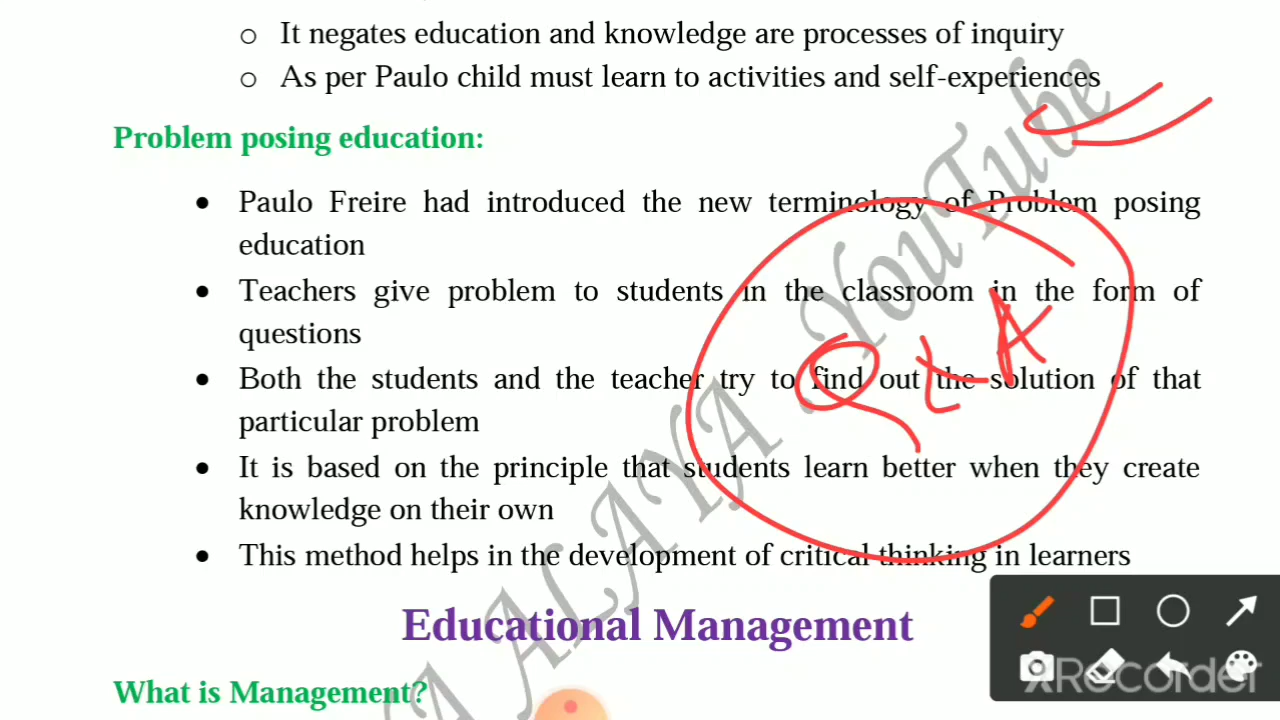 o It negates education and knowledge are processes of inquiry
o As per Paulo child must learn to activities and self-experiences
Problem posing education:
• Paulo Freire had introduced the new terminology of Problem posing
education
• Teachers give problem to students in the classroom in the form of
questions
• Both the students and the teacher try to find out the solution of that
particular problem
• It is based on the principle that students learn better when they create
knowledge on their own
• This method helps in the development of critical thinking in learners
Q & A
Educational Management
What is Management?
A ALAYA .YouTube
XRecorder